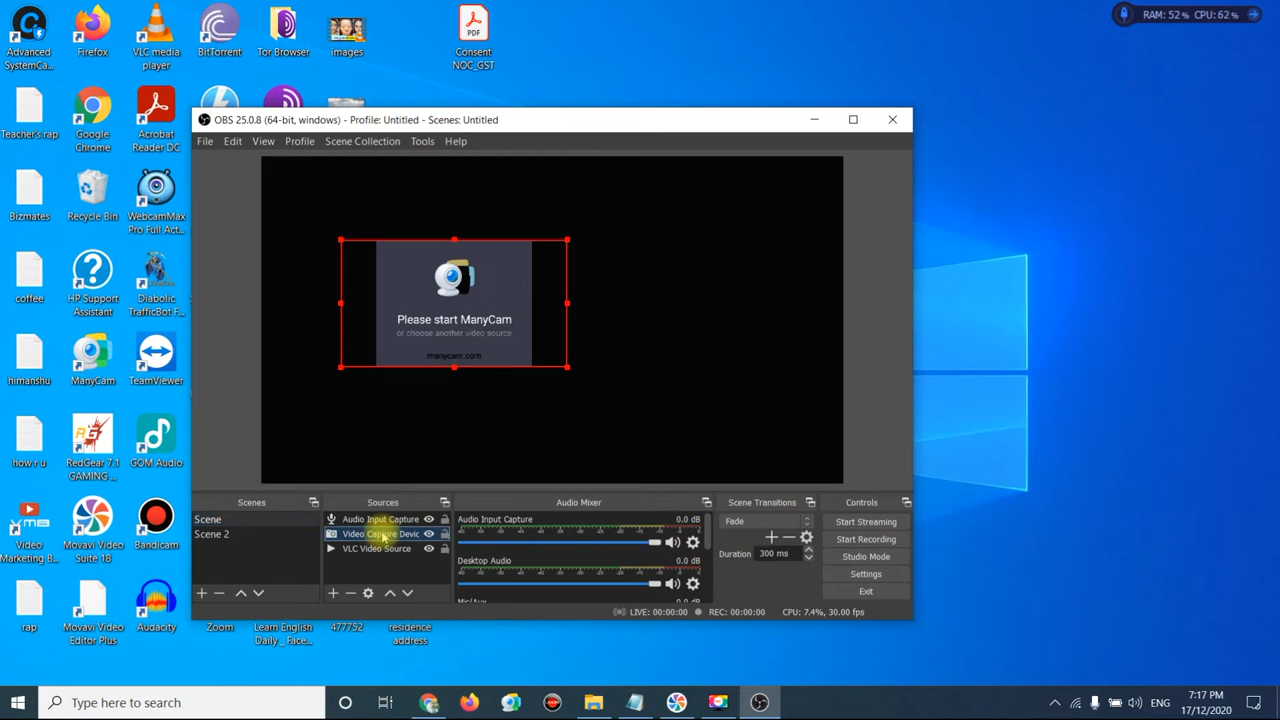 RAM: 52 % CPU: 62 %
Advanced
SystemCa...
Firefox
VLC media
player
BitTorrent
Tor Browser
images
Consent
NOC_GST
Teacher's rap
Google
Chrome
Acrobat
Reader DC
Bizmates
Recycle Bin
WebcamMax
Pro Full Act...
coffee
HP Support
Assistant
Diabolic
TrafficBot F...
himanshu
ManyCam
TeamViewer
how r u
RedGear 7.1
GAMING ...
GOM Audio
Video
Marketing B...
Movavi Video
Suite 18
Bandicam
rap
Movavi Video
Editor Plus
Audacity
Zoom
Learn English
Daily _ Face...
477752
residence
address
OBS 25.0.8 (64-bit, windows) - Profile: Untitled - Scenes: Untitled
File Edit View Profile Scene Collection Tools Help
Please start ManyCam
or choose another video source
manycam.com
Scenes
Scene
Scene 2
Sources
Audio Input Capture
Video Capture Devic
VLC Video Source
Audio Mixer
Audio Input Capture 0.0 dB
Desktop Audio 0.0 dB
Scene Transitions
Fade
Duration 300 ms
Controls
Start Streaming
Start Recording
Studio Mode
Settings
Exit
LIVE: 00:00:00 REC: 00:00:00 CPU: 7.4%, 30.00 fps
Type here to search
ENG
7:17 PM
17/12/2020